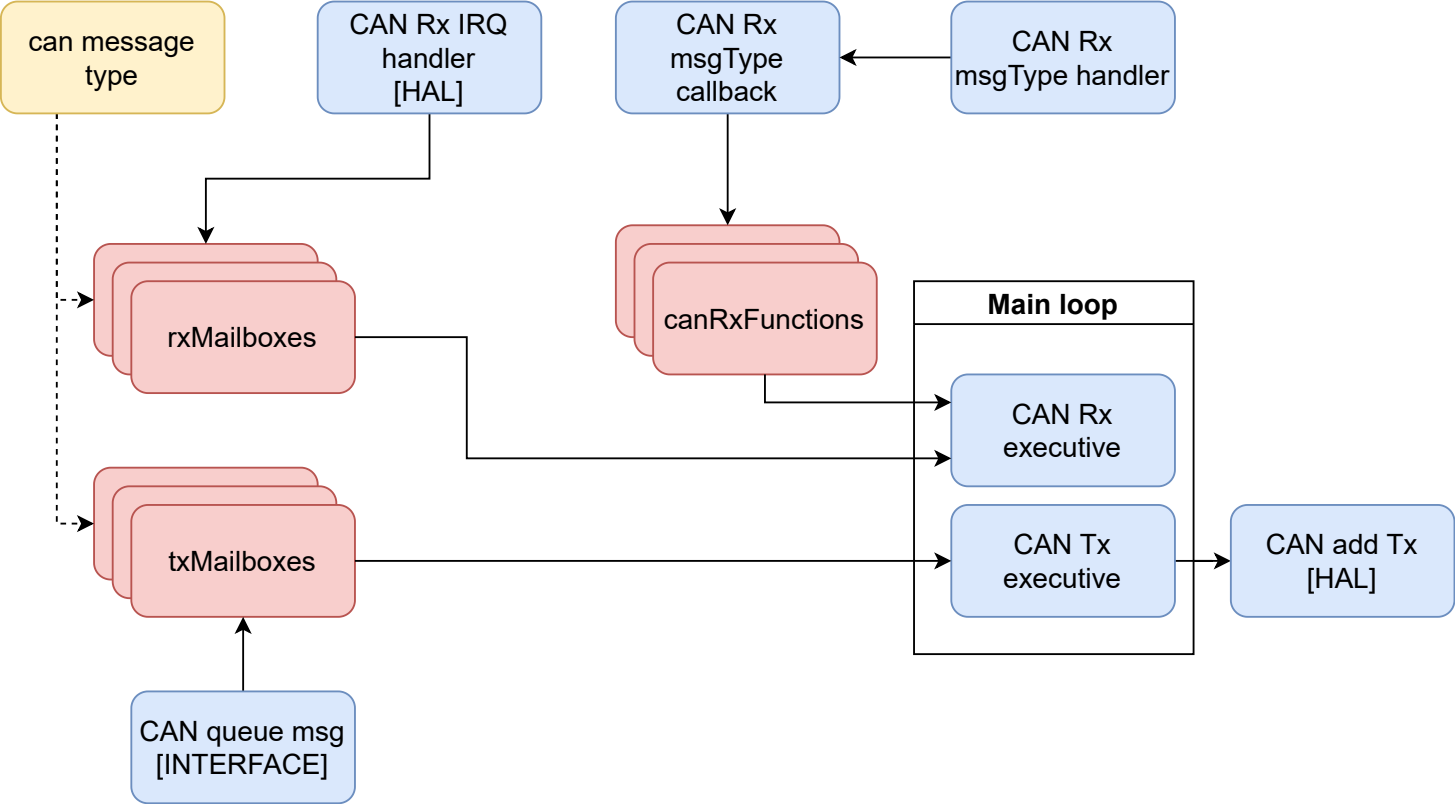 can message
type
CAN Rx IRQ
handler
[HAL]
CAN Rx
msgType
callback
CAN Rx
msgType handler
rxMailboxes
canRxFunctions
Main loop
CAN Rx
executive
txMailboxes
CAN Tx
executive
CAN add Tx
[HAL]
CAN queue msg
[INTERFACE]